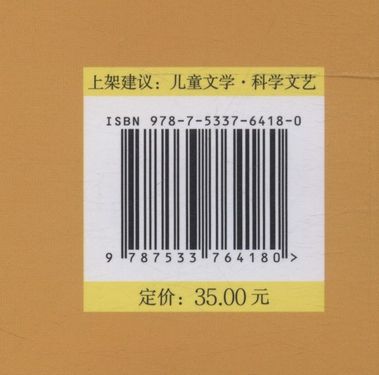 上架建议：儿童文学·科学文艺
ISBN 978-7-5337-6418-0
9 787533 764180 >
定价：35.00 元